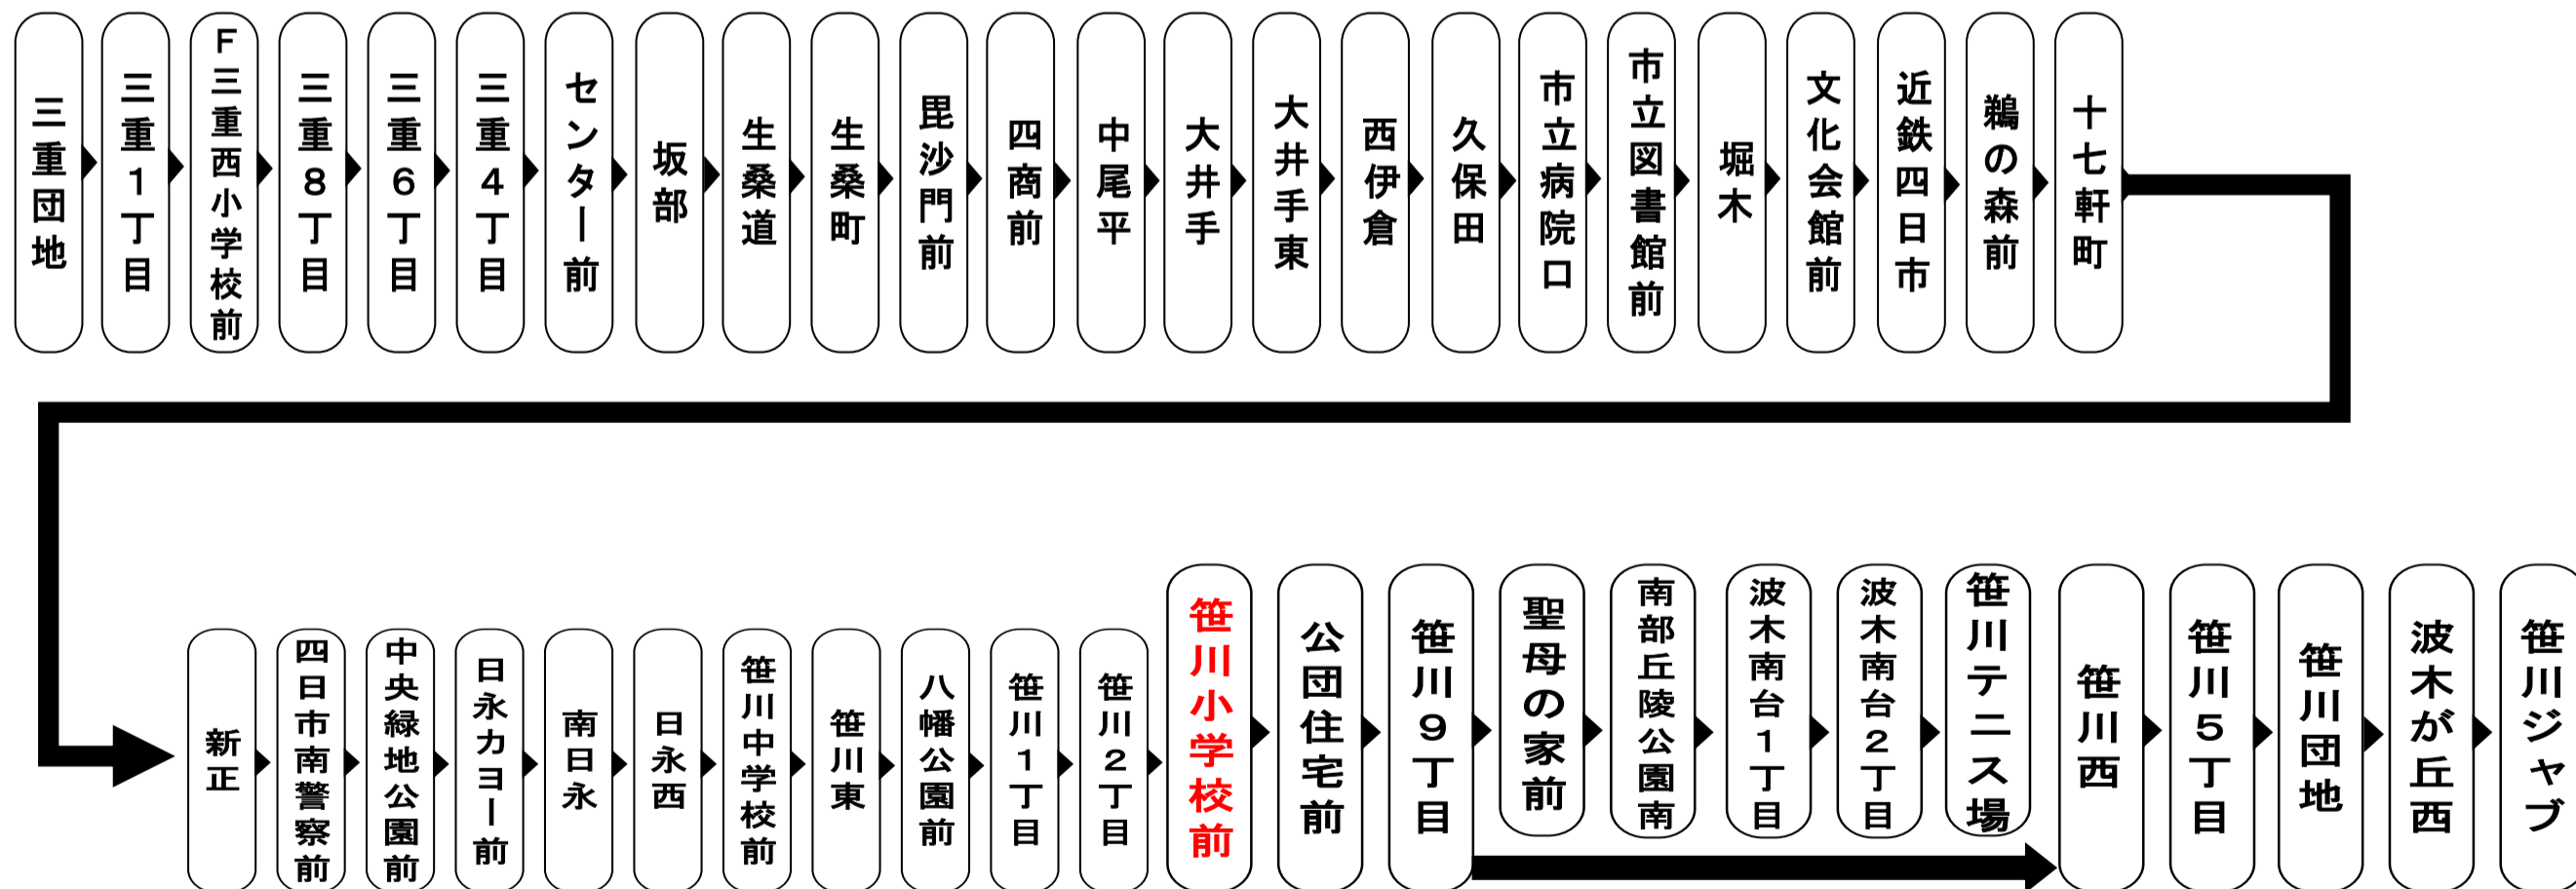 三重団地
三重１丁目
Ｆ三重西小学校前
三重８丁目
三重６丁目
三重４丁目
センター前
坂部
生桑道
生桑町
毘沙門前
四商前
中尾平
大井手
大井手東
西伊倉
久保田
市立病院口
市立図書館前
堀木
文化会館前
近鉄四日市
鵜の森前
十七軒町
新正
四日市南警察前
中央緑地公園前
日永カヨー前
南日永
日永西
笹川中学校前
笹川東
八幡公園前
笹川１丁目
笹川２丁目
笹川小学校前
公団住宅前
笹川９丁目
聖母の家前
南部丘陵公園南
波木南台１丁目
波木南台２丁目
笹川テニス場
笹川西
笹川５丁目
笹川団地
波木が丘西
笹川ジャブ